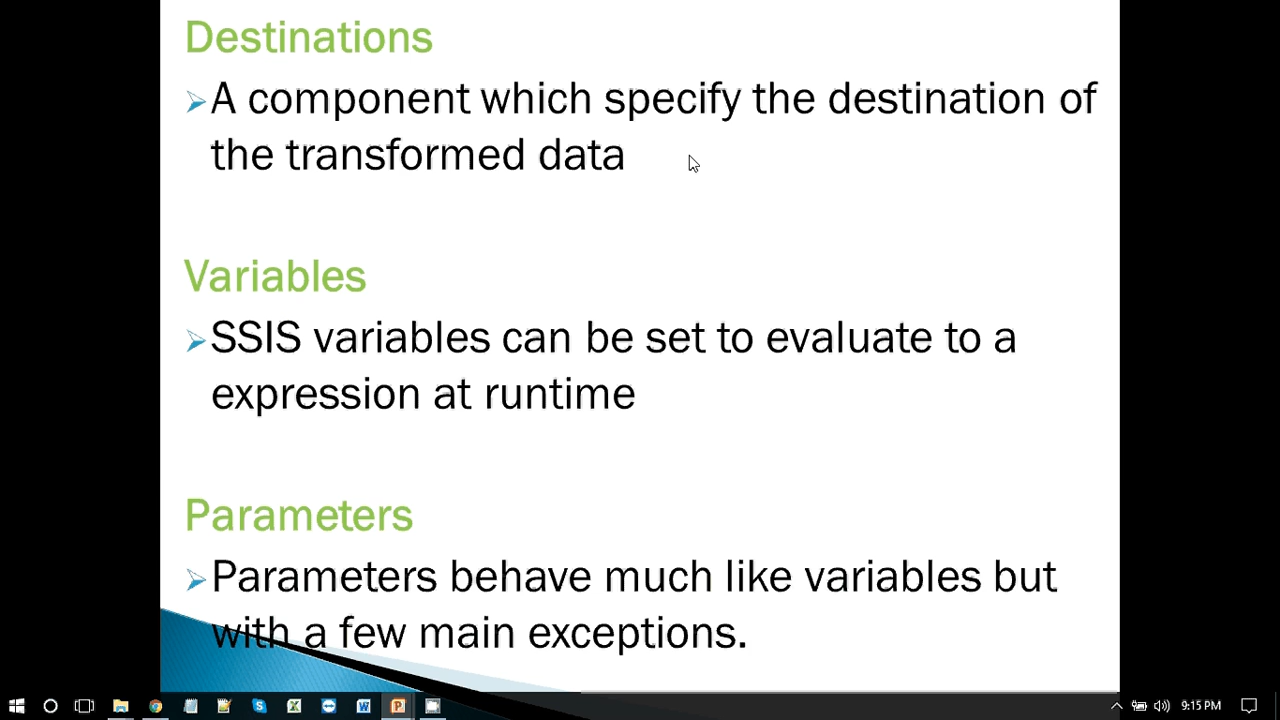 Destinations
A component which specify the destination of
the transformed data
Variables
SSIS variables can be set to evaluate to a
expression at runtime
Parameters
Parameters behave much like variables but
with a few main exceptions.
9:15 PM